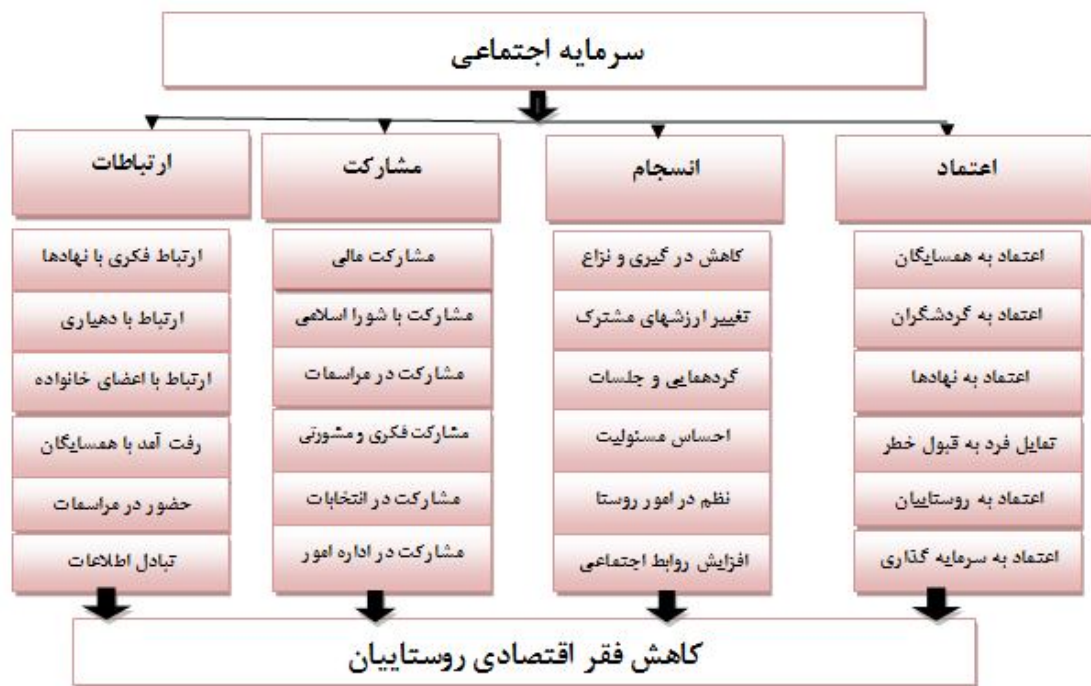 سرمایه اجتماعی
اعتماد
انسجام
مشارکت
ارتباطات
اعتماد به همسایگان
کاهش در گیری و نزاع
مشارکت مالی
ارتباط فکری با نهادها
اعتماد به گردشگران
تغییر ارزشهای مشترک
مشارکت با شورا اسلامی
ارتباط با دهیاری
اعتماد به نهادها
گردهمایی و جلسات
مشارکت در مراسمات
ارتباط با اعضای خانواده
تمایل فرد به قبول خطر
احساس مسئولیت
مشارکت فکری و مشورتی
رفت آمد با همسایگان
اعتماد به روستاییان
نظم در امور روستا
مشارکت در انتخابات
حضور در مراسمات
اعتماد به سرمایه گذاری
افزایش روابط اجتماعی
مشارکت در اداره امور
تبادل اطلاعات
کاهش فقر اقتصادی روستاییان